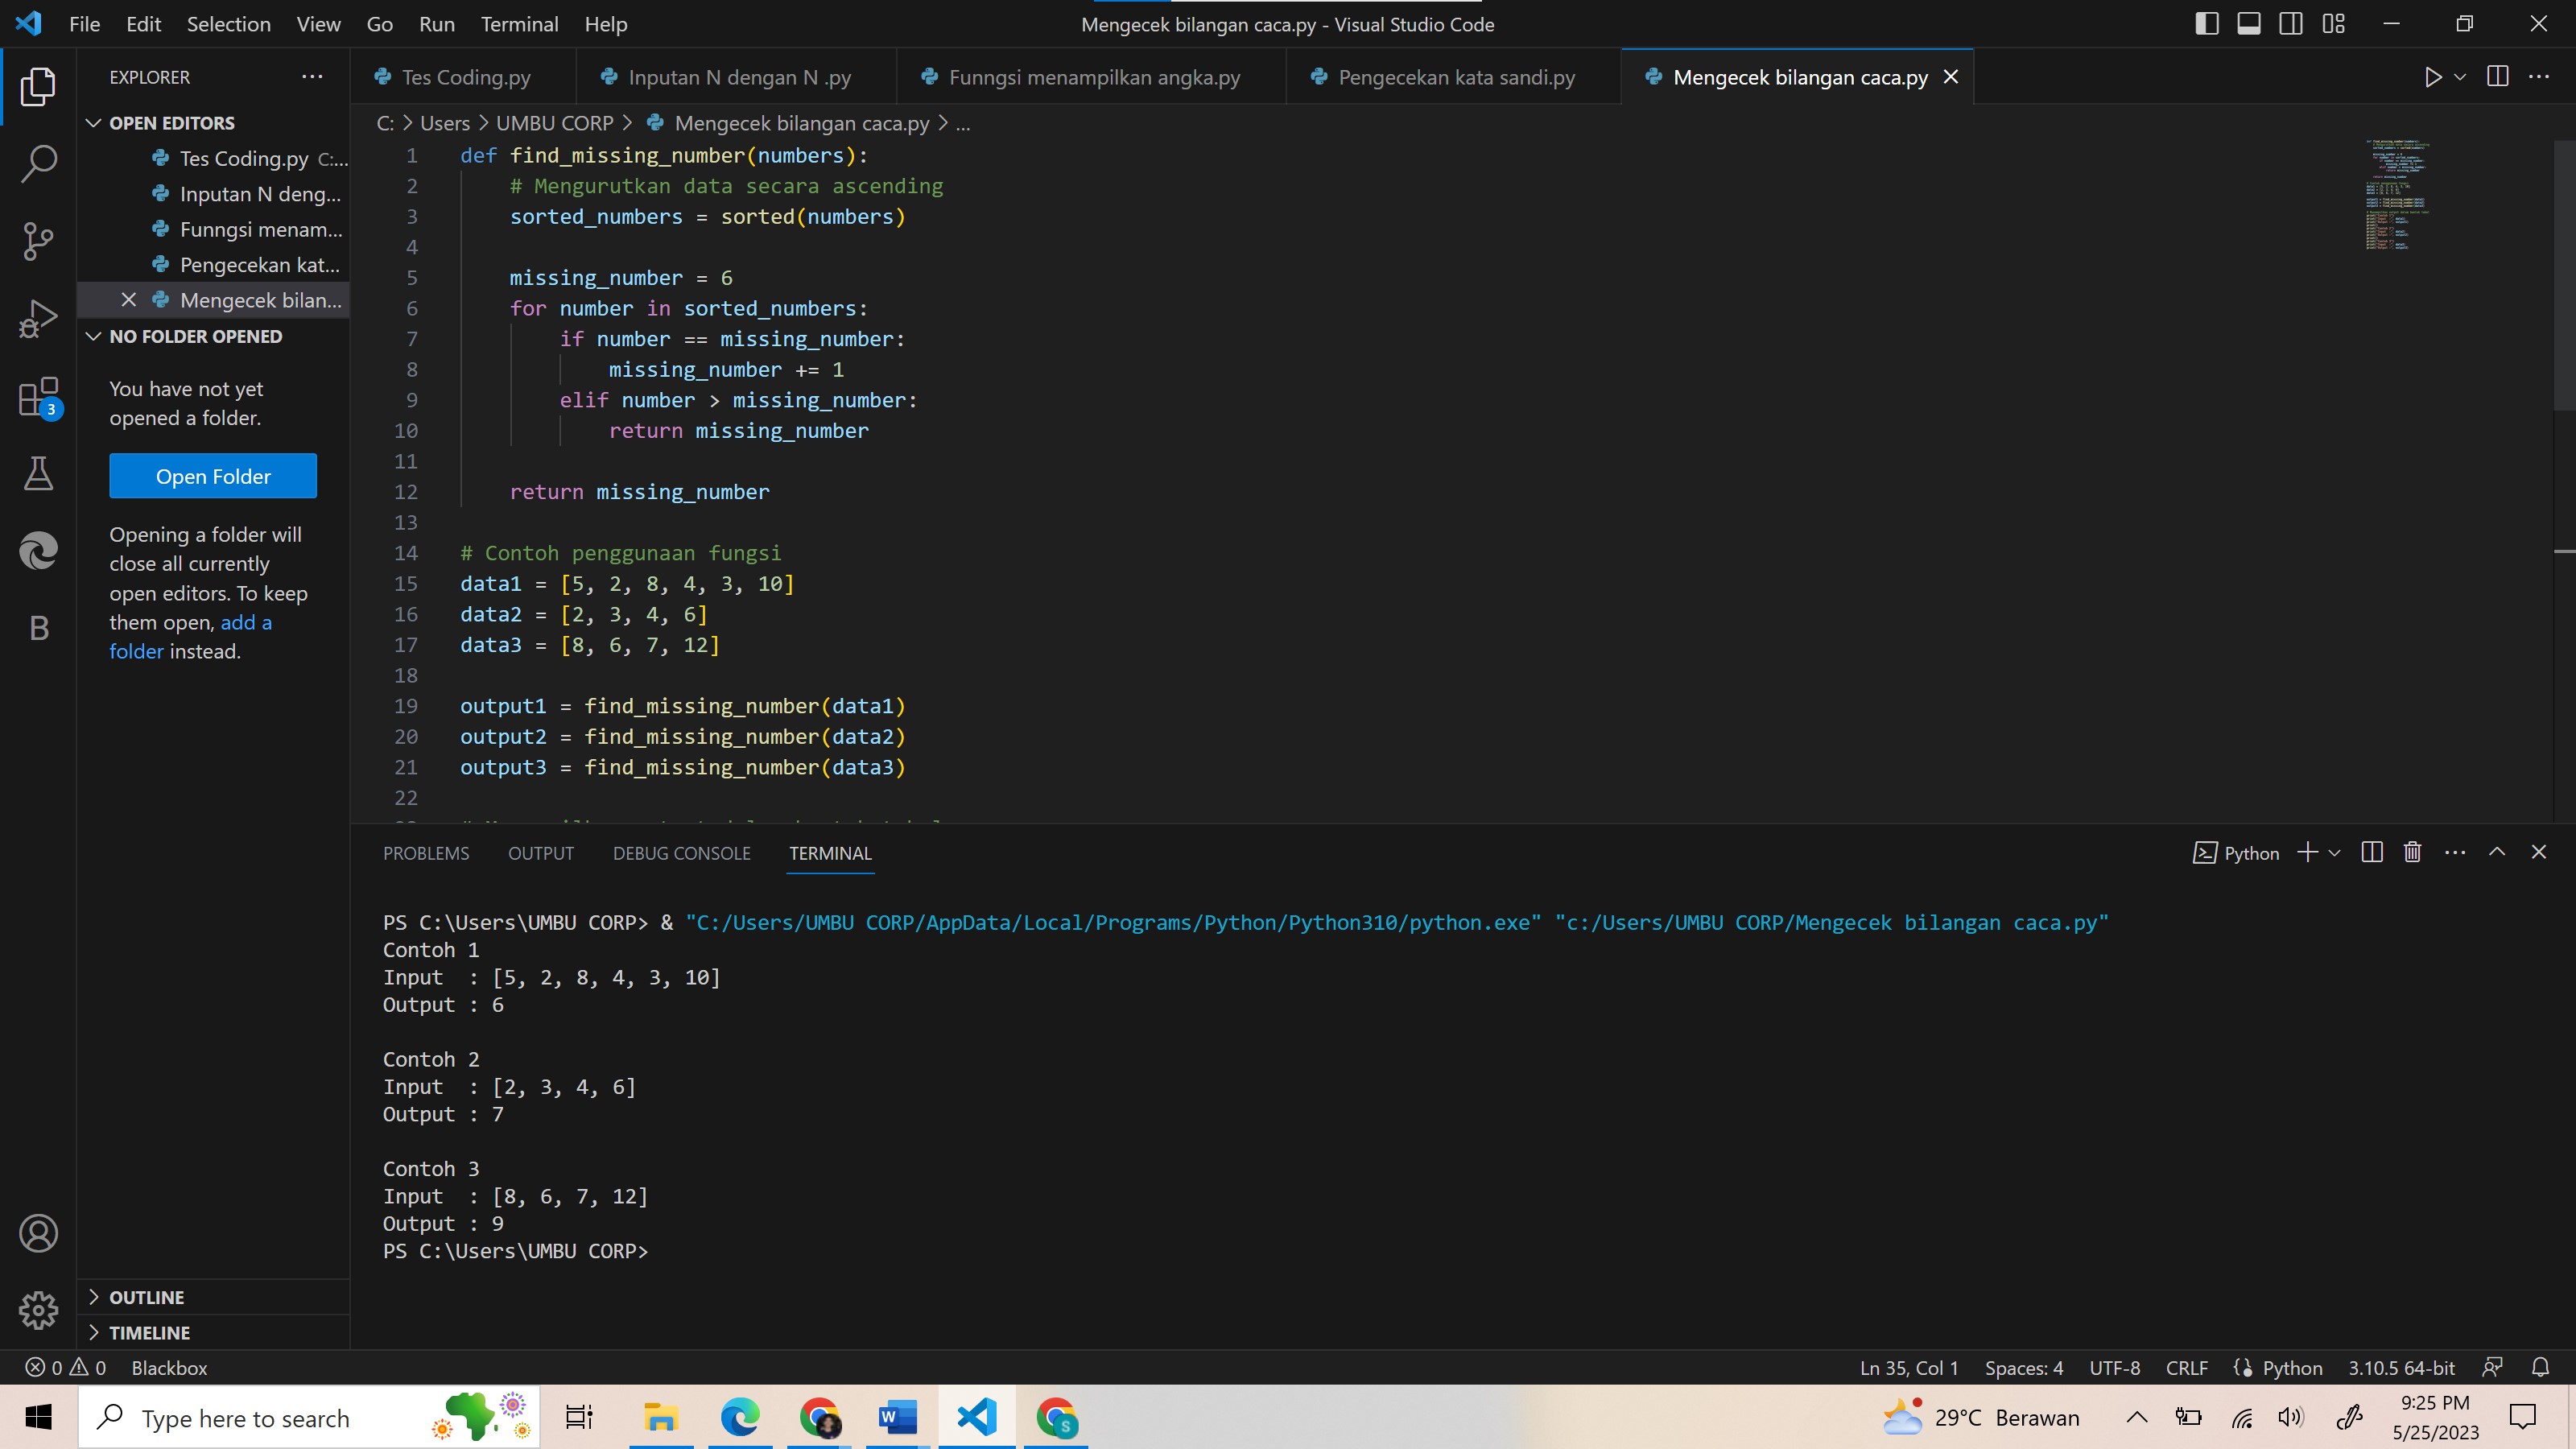 File Edit Selection View Go Run Terminal Help
Mengecek bilangan caca.py - Visual Studio Code
EXPLORER
OPEN EDITORS
Tes Coding.py C:...
Inputan N deng...
Funngsi menam...
Pengecekan kat...
Mengecek bilan...
NO FOLDER OPENED
You have not yet
opened a folder.
Open Folder
Opening a folder will
close all currently
open editors. To keep
them open, add a
folder instead.
OUTLINE
TIMELINE
3
B
Tes Coding.py
Inputan N dengan N .py
Funngsi menampilkan angka.py
Pengecekan kata sandi.py
Mengecek bilangan caca.py
C: > Users > UMBU CORP > Mengecek bilangan caca.py > ...
1 def find_missing_number(numbers):
2 # Mengurutkan data secara ascending
3 sorted_numbers = sorted(numbers)
4
5 missing_number = 6
6 for number in sorted_numbers:
7 if number == missing_number:
8 missing_number += 1
9 elif number > missing_number:
10 return missing_number
11
12 return missing_number
13
14 # Contoh penggunaan fungsi
15 data1 = [5, 2, 8, 4, 3, 10]
16 data2 = [2, 3, 4, 6]
17 data3 = [8, 6, 7, 12]
18
19 output1 = find_missing_number(data1)
20 output2 = find_missing_number(data2)
21 output3 = find_missing_number(data3)
22
PROBLEMS OUTPUT DEBUG CONSOLE TERMINAL
Python
PS C:\Users\UMBU CORP> & "C:/Users/UMBU CORP/AppData/Local/Programs/Python/Python310/python.exe" "c:/Users/UMBU CORP/Mengecek bilangan caca.py"
Contoh 1
Input  : [5, 2, 8, 4, 3, 10]
Output : 6
Contoh 2
Input  : [2, 3, 4, 6]
Output : 7
Contoh 3
Input  : [8, 6, 7, 12]
Output : 9
PS C:\Users\UMBU CORP>
0 0 Blackbox
Ln 35, Col 1 Spaces: 4 UTF-8 CRLF Python 3.10.5 64-bit
Type here to search
W
S
29°C Berawan
9:25 PM
5/25/2023